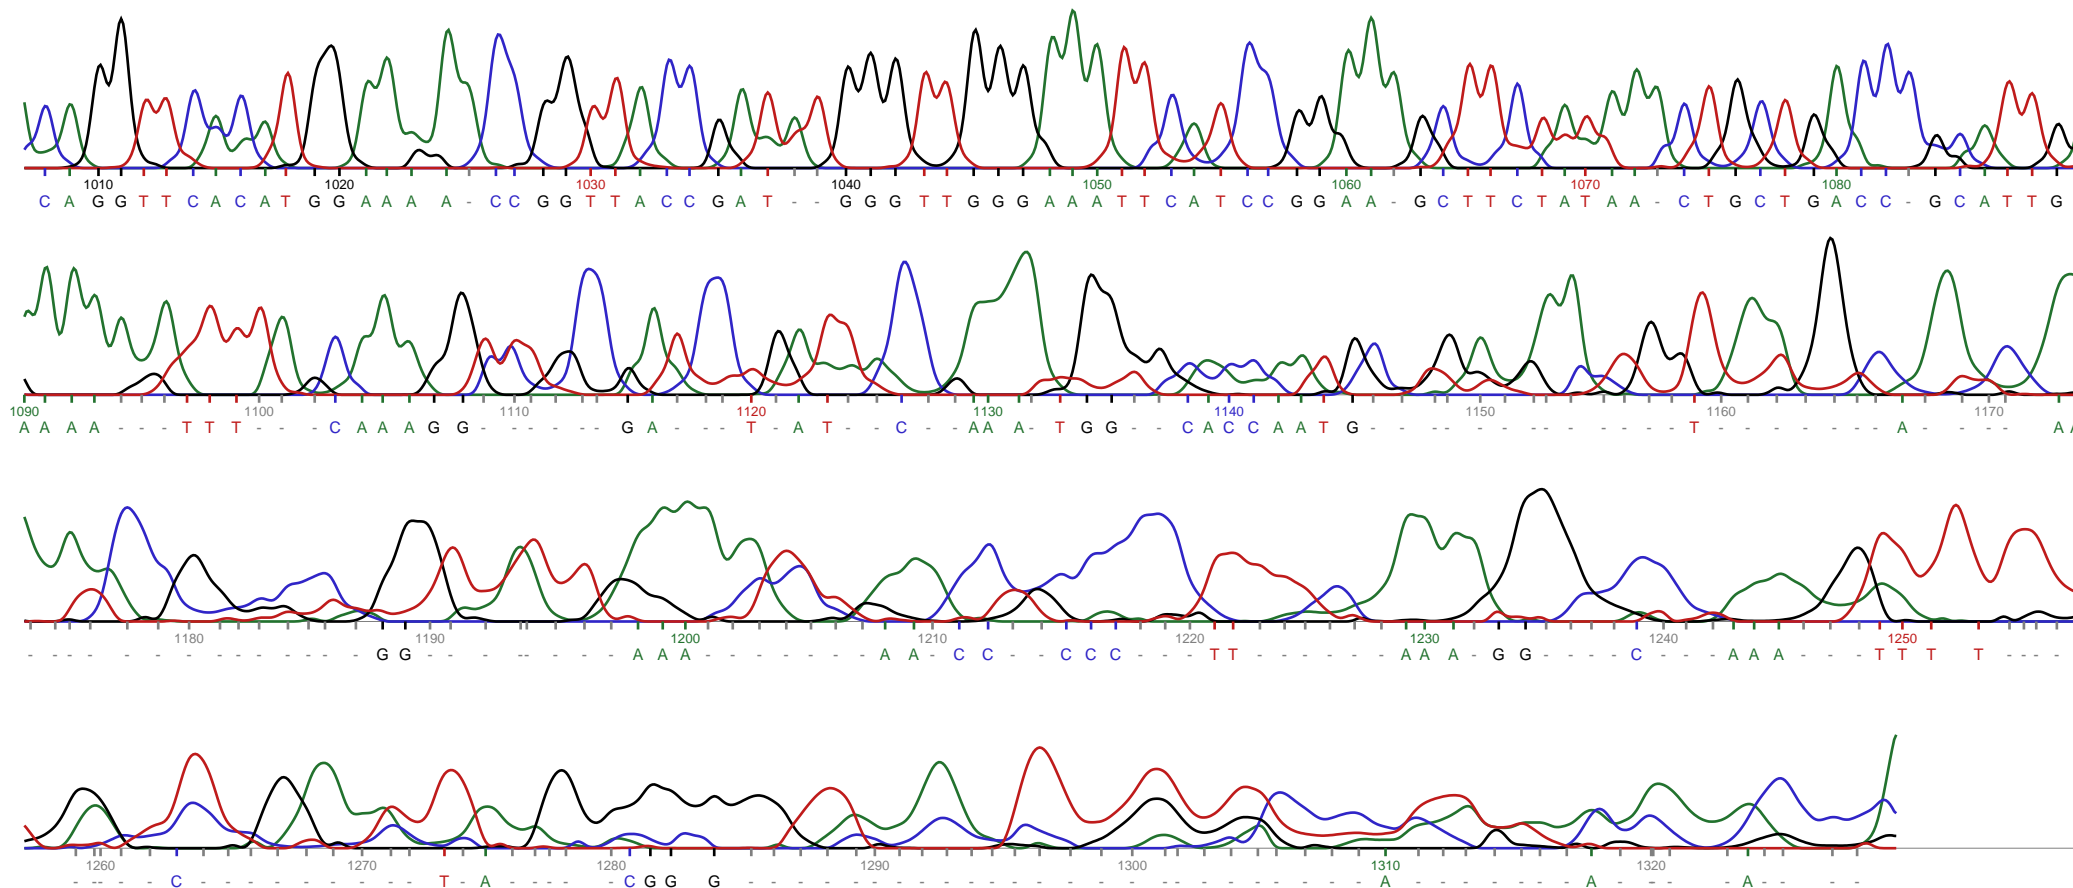 1010 1020 1030 1040 1050 1060 1070 1080
C A G G T T C A C A T G G A A A A - C C G G T T A C C G A T - - G G G T T G G G A A A T T C A T C C G G A A - G C T T C T A T A A - C T G C T G A C C - G C A T T G
1090 1100 1110 1120 1130 1140 1150 1160 1170
A A A A - - - T T T - - - C A A A G G - - - - - - G A - - - T - A T - - C - - A A A - T G G - - C A C C A A T G - - - - - - - - - - - - - T - - - - - - - - A - - - - A A
1180 1190 1200 1210 1220 1230 1240 1250
- - - - - - - - - - - - - - G G - - - - - - - - - A A A - - - - - - - A A - C C - - C C C - - - T T - - - - - - A A A - G G - - - - C - - - A A A - - - T T T T - - - -
1260 1270 1280 1290 1300 1310 1320
- - - - - C - - - - - - - - - - T - A - - - - - C G G G - - - - - - - - - - - - - - - - - - - - - - - - - - A - - - - - - - A - - - - A - - - -